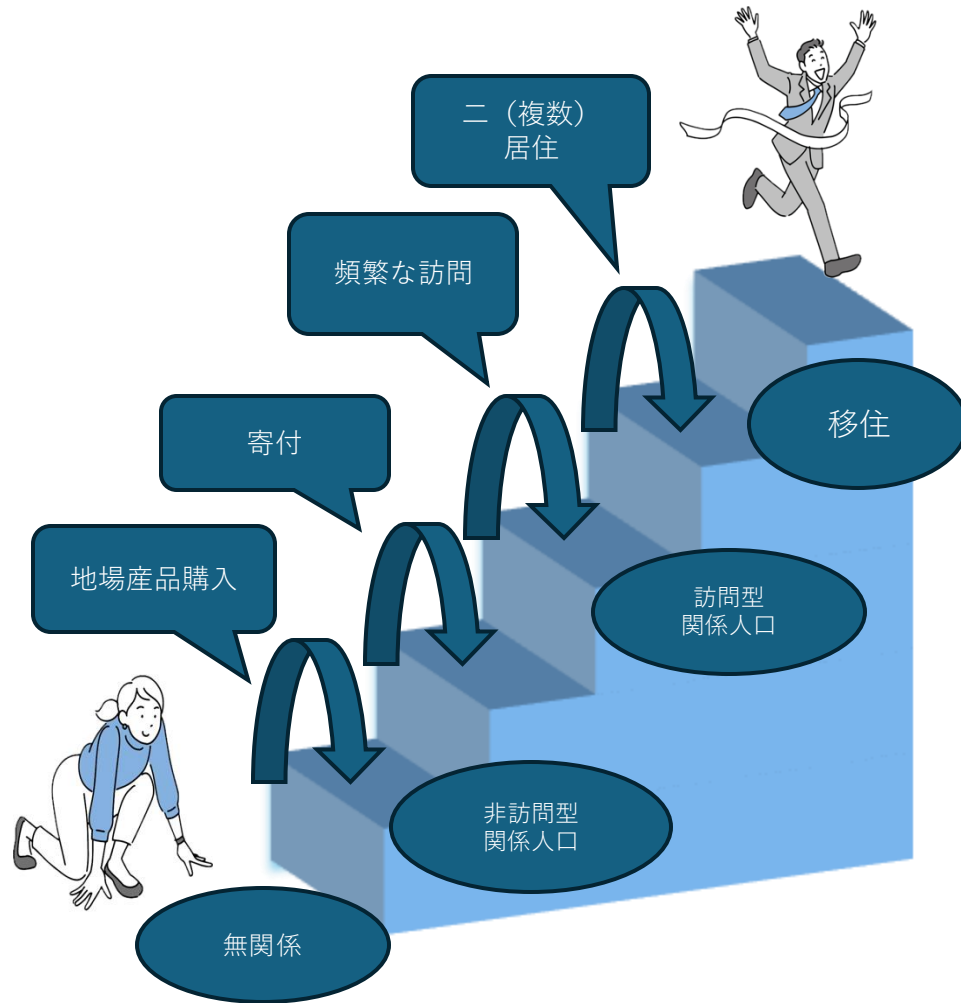 二（複数）
居住
頻繁な訪問
寄付
移住
地場産品購入
訪問型
関係人口
非訪問型
関係人口
無関係